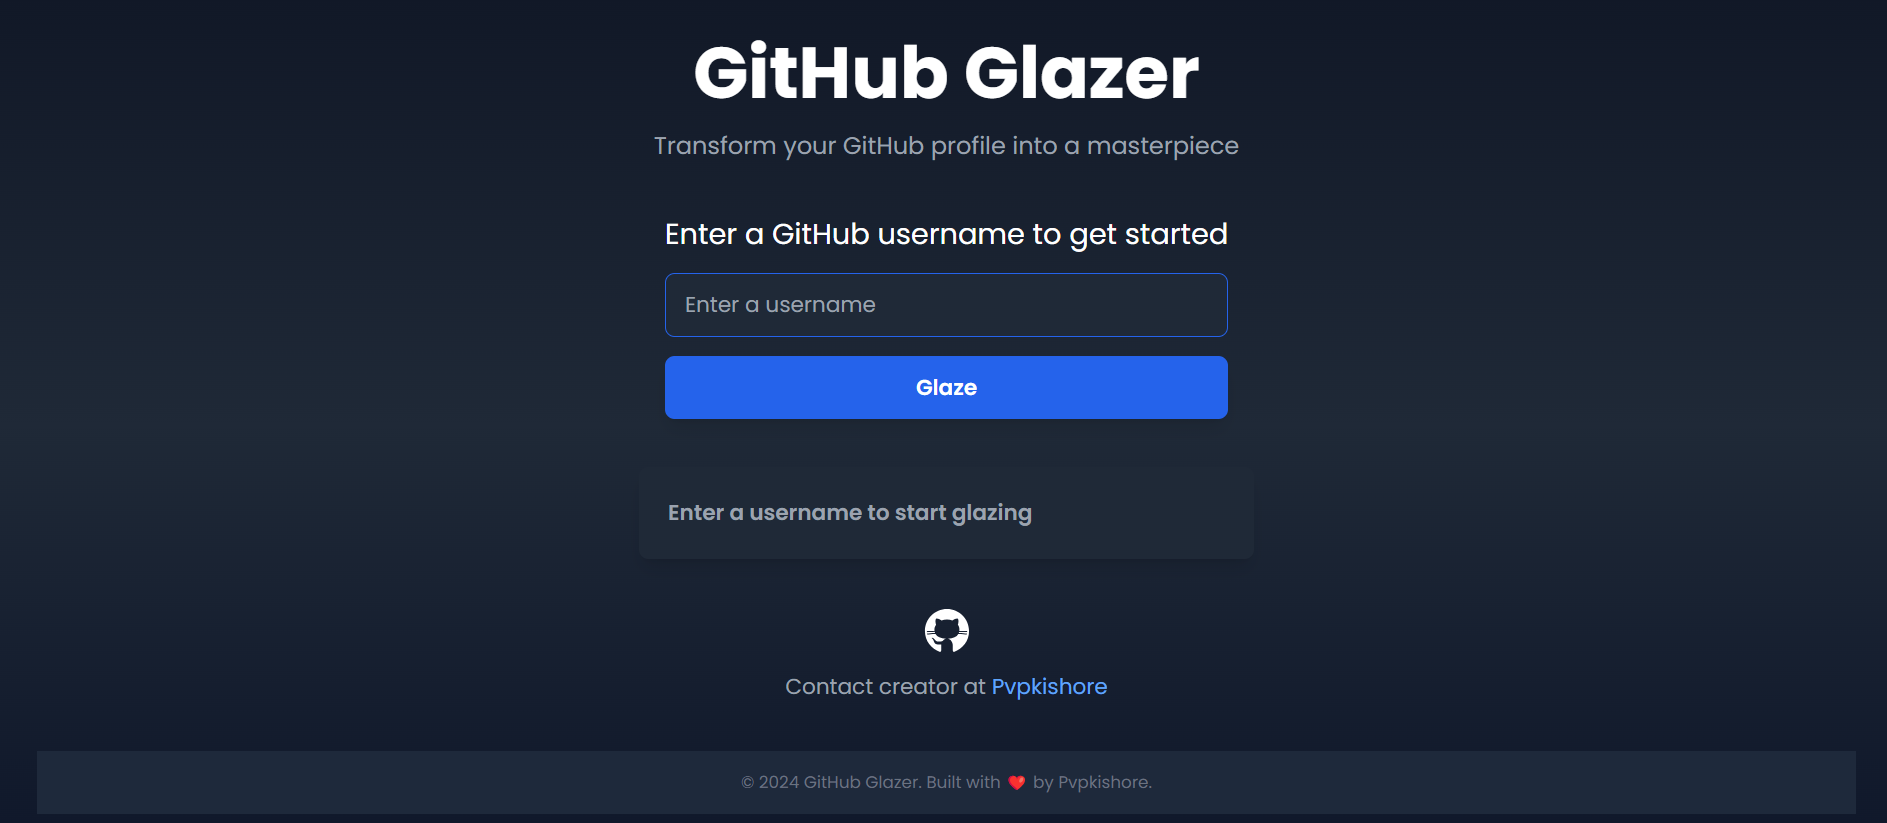 GitHub Glazer
Transform your GitHub profile into a masterpiece
Enter a GitHub username to get started
Enter a username
Glaze
Enter a username to start glazing
Contact creator at Pvpkishore
© 2024 GitHub Glazer. Built with ❤️ by Pvpkishore.